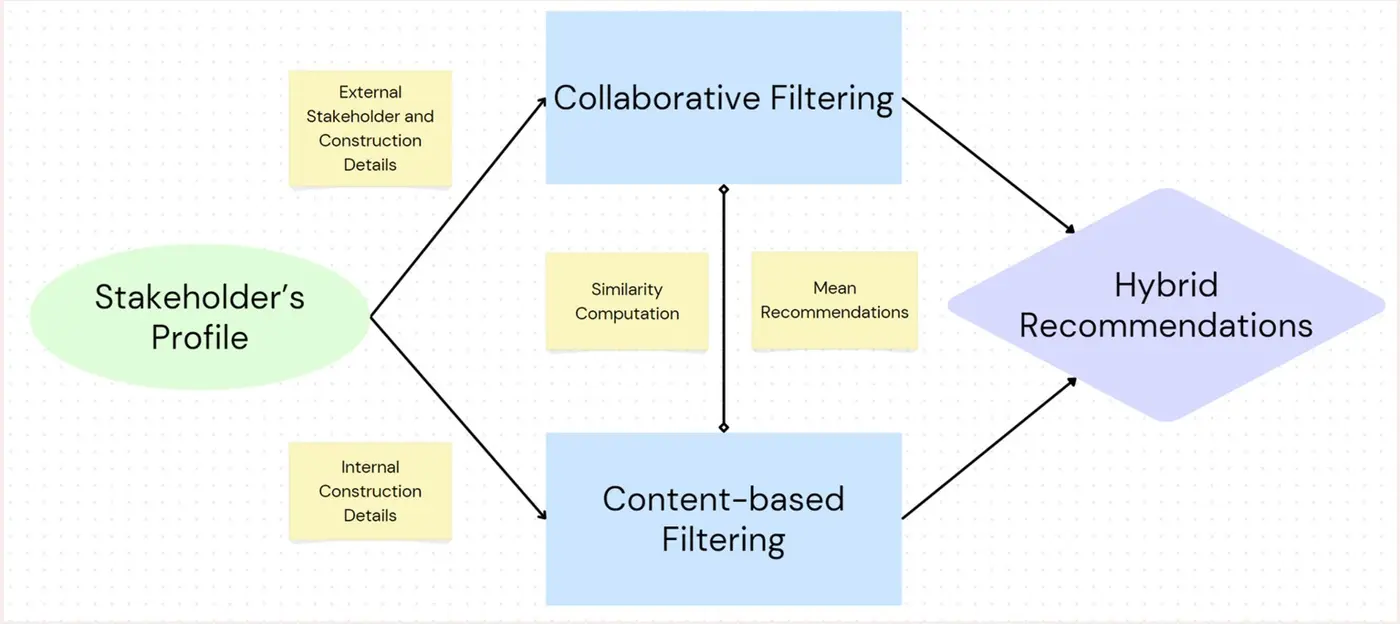 External
Stakeholder and
Construction
Details
Collaborative Filtering
Stakeholder's
Profile
Similarity
Computation
Mean
Recommendations
Hybrid
Recommendations
Internal
Construction
Details
Content-based
Filtering